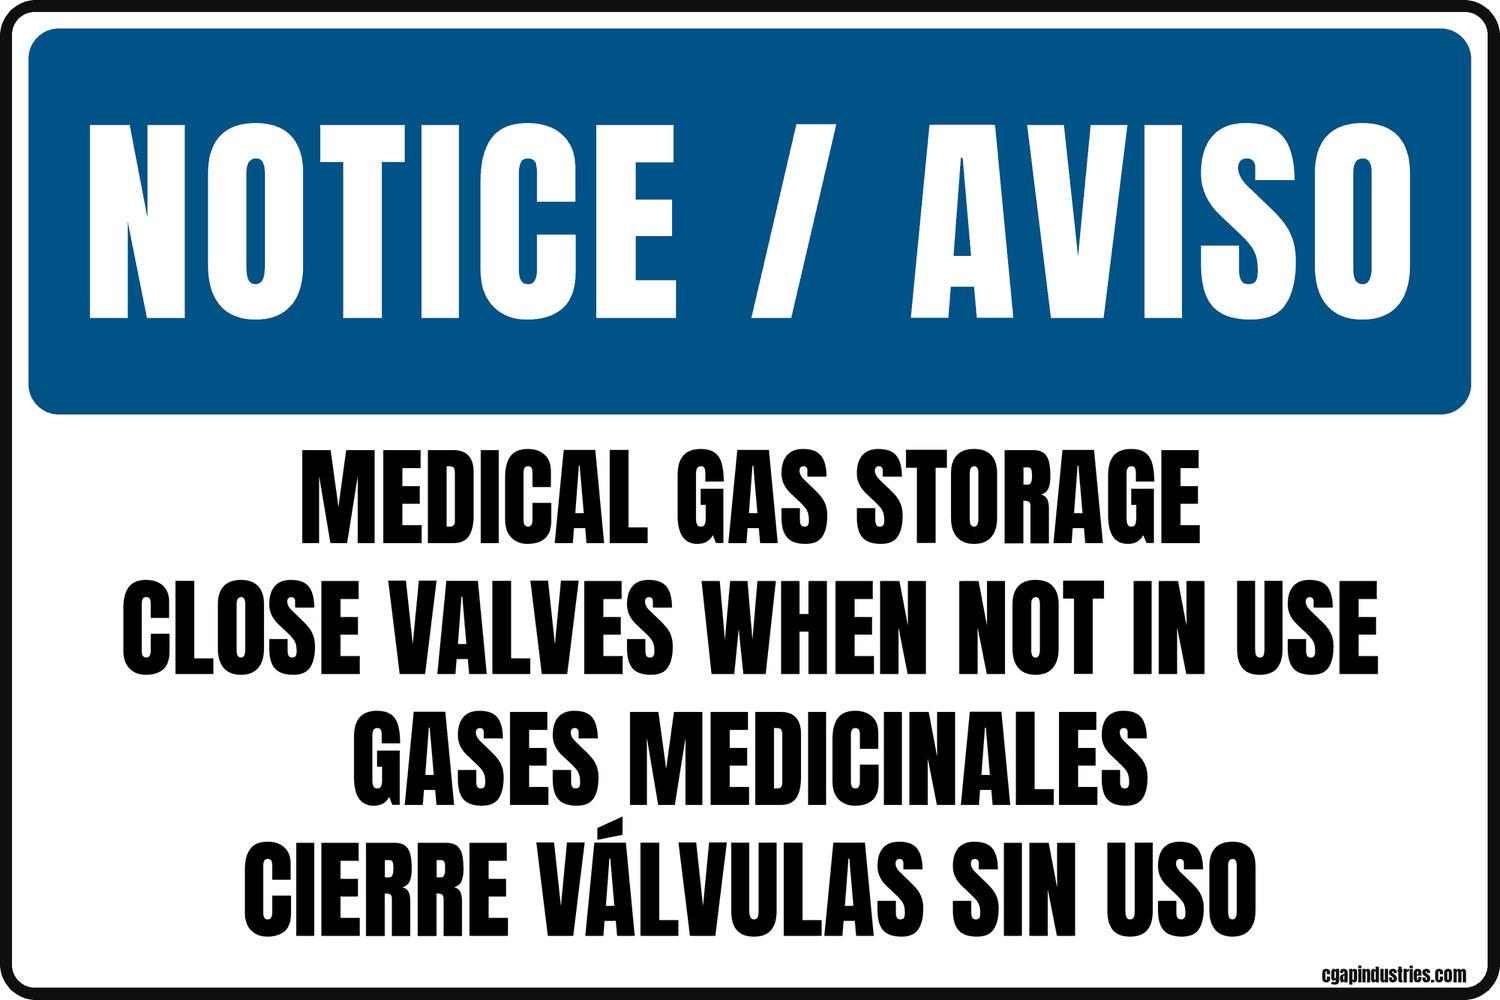 NOTICE / AVISO
MEDICAL GAS STORAGE
CLOSE VALVES WHEN NOT IN USE
GASES MEDICINALES
CIERRE VÁLVULAS SIN USO
cgapindustries.com